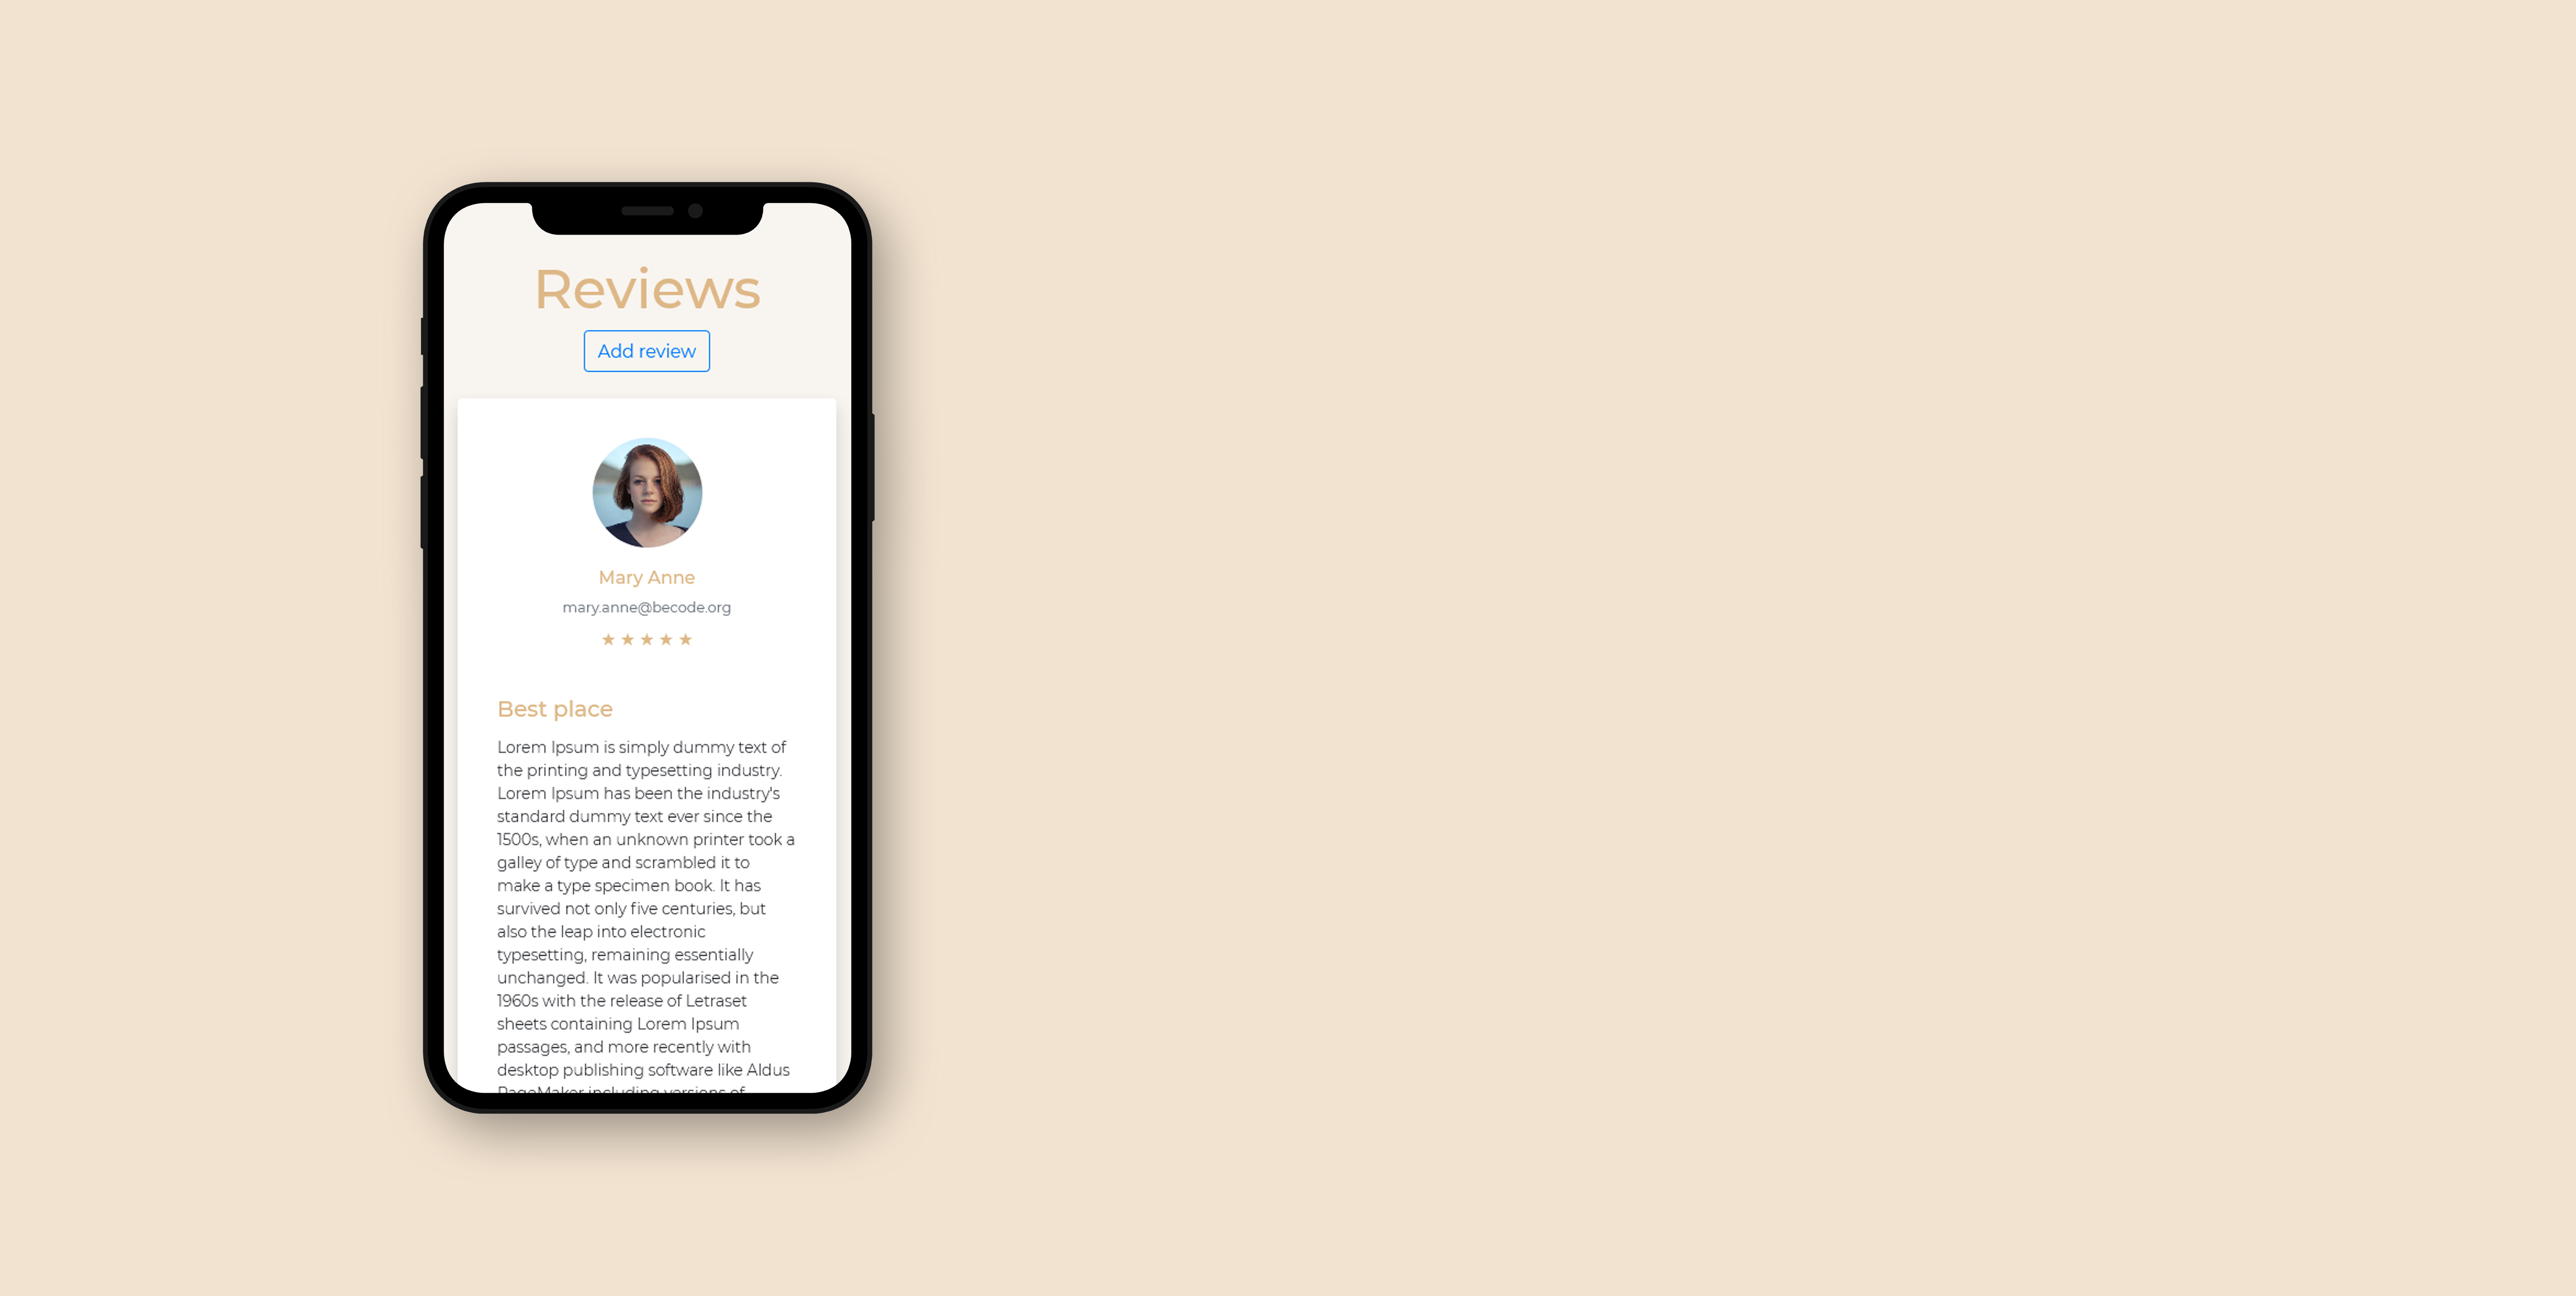 Reviews
Add review
Mary Anne
mary.anne@becode.org
★ ★ ★ ★ ★
Best place
Lorem Ipsum is simply dummy text of
the printing and typesetting industry.
Lorem Ipsum has been the industry's
standard dummy text ever since the
1500s, when an unknown printer took a
galley of type and scrambled it to
make a type specimen book. It has
survived not only five centuries, but
also the leap into electronic
typesetting, remaining essentially
unchanged. It was popularised in the
1960s with the release of Letraset
sheets containing Lorem Ipsum
passages, and more recently with
desktop publishing software like Aldus
PageMaker including versions of